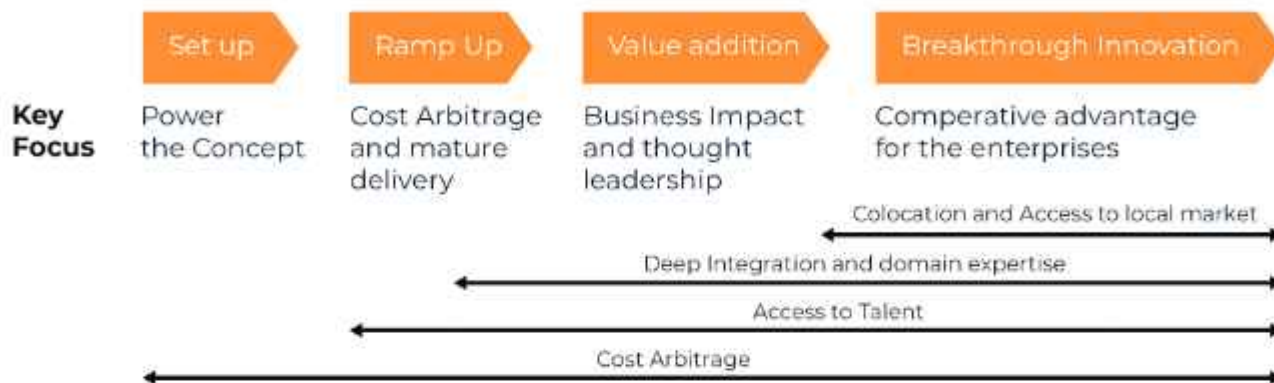 Set up
Ramp Up
Value addition
Breakthrough Innovation
Key
Focus
Power
the Concept
Cost Arbitrage
and mature
delivery
Business Impact
and thought
leadership
Comperative advantage
for the enterprises
Colocation and Access to local market
Deep Integration and domain expertise
Access to Talent
Cost Arbitrage